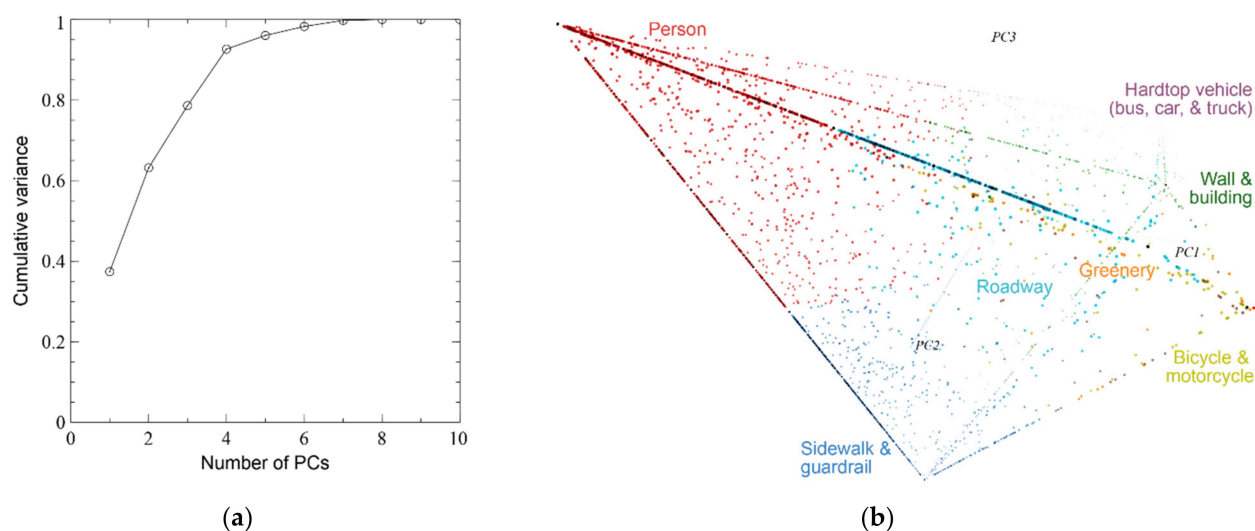 1
0.8
0.6
0.4
0.2
0
0
2
4
6
8
10
Cumulative variance
Number of PCs
(a)
Person
PC3
Hardtop vehicle
(bus, car, & truck)
Wall &
building
PC1
Greenery
Roadway
PC2
Bicycle &
motorcycle
Sidewalk &
guardrail
(b)